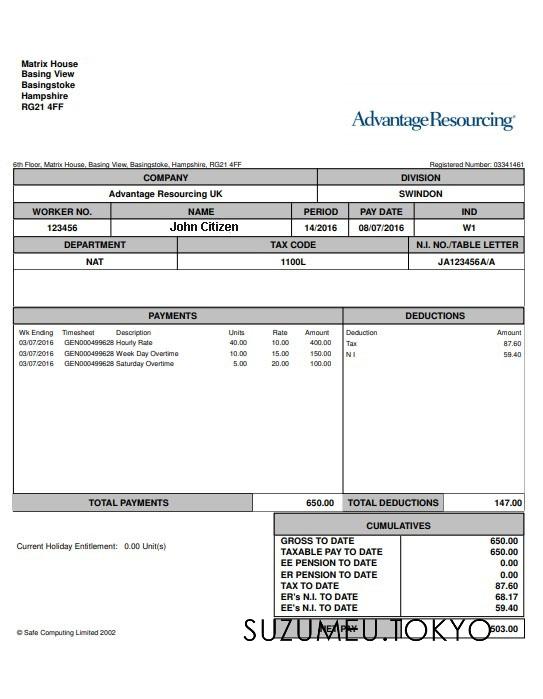 Matrix House
Basing View
Basingstoke
Hampshire
RG21 4FF
AdvantageResourcing
6th Floor, Matrix House, Basing View, Basingstoke, Hampshire, RG21 4FF Registered Number: 03341461
COMPANY DIVISION
Advantage Resourcing UK SWINDON
WORKER NO. NAME PERIOD PAY DATE IND
123456 John Citizen 14/2016 08/07/2016 W1
DEPARTMENT TAX CODE N.I. NO./TABLE LETTER
NAT 1100L JA123456A/A
PAYMENTS DEDUCTIONS
Wk Ending Timesheet Description Units Rate Amount Deduction Amount
03/07/2016 GEN000499628 Hourly Rate 40.00 10.00 400.00 Tax 87.60
03/07/2016 GEN000499628 Week Day Overtime 10.00 15.00 150.00 N I 59.40
03/07/2016 GEN000499628 Saturday Overtime 5.00 20.00 100.00
TOTAL PAYMENTS 650.00 TOTAL DEDUCTIONS 147.00
CUMULATIVES
Current Holiday Entitlement: 0.00 Unit(s)
GROSS TO DATE 650.00
TAXABLE PAY TO DATE 650.00
EE PENSION TO DATE 0.00
ER PENSION TO DATE 0.00
TAX TO DATE 87.60
ER's N.I. TO DATE 68.17
EE's N.I. TO DATE 59.40
© Safe Computing Limited 2002 NET PAY 503.00
SUZUMEU.TOKYO